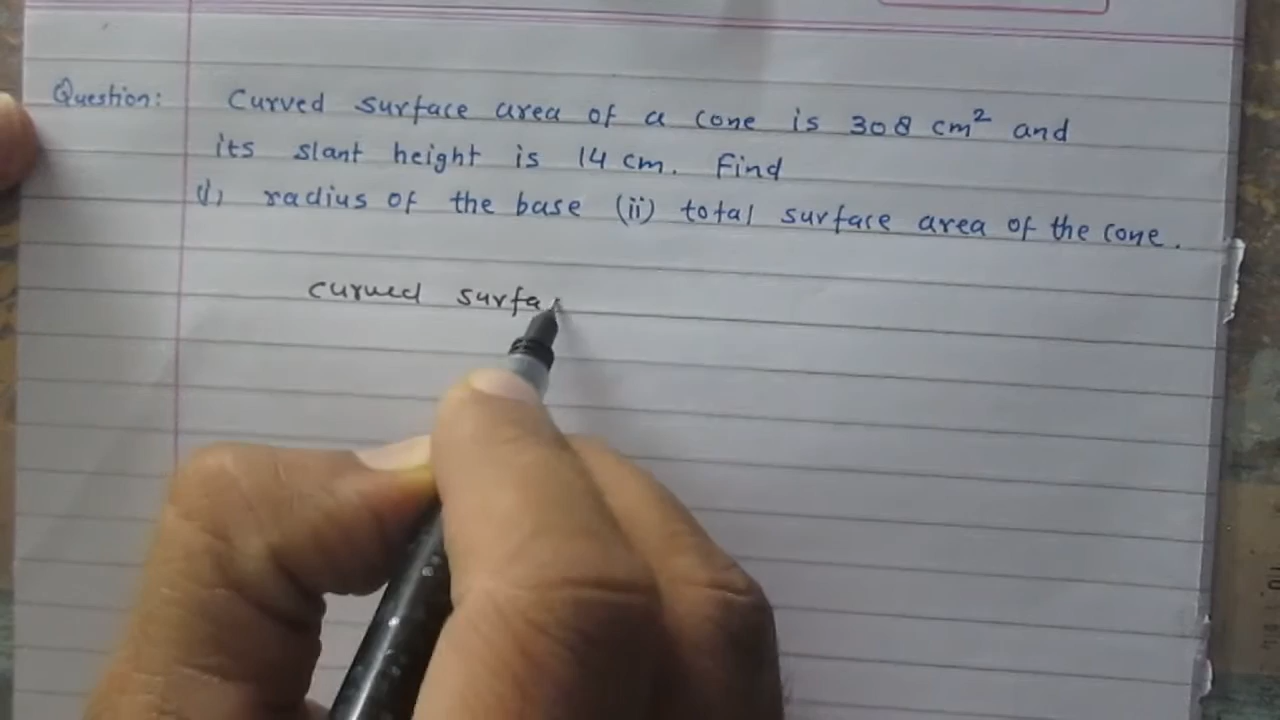 Question: Curved surface area of a cone is 308 cm² and
its slant height is 14 cm. Find
(i) radius of the base (ii) total surface area of the cone.
curved surfa